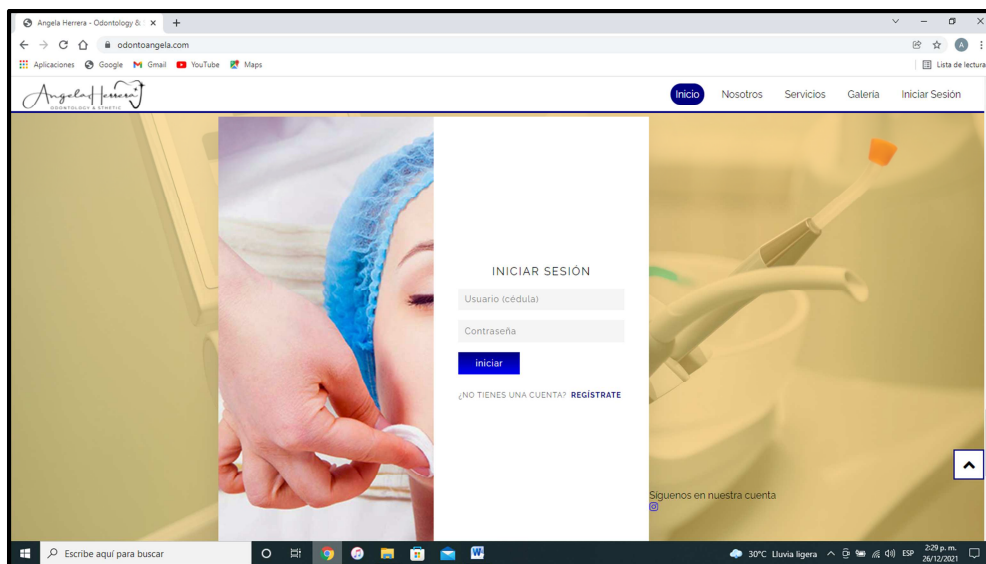 Angela Herrera - Odontology &
odontoangela.com
A
Aplicaciones Google Gmail YouTube Maps
Lista de lectura
Angela Herrera
ODONTOLOGY & STHETIC
Inicio Nosotros Servicios Galería Iniciar Sesión
INICIAR SESIÓN
Usuario (cédula)
Contraseña
iniciar
¿NO TIENES UNA CUENTA? REGÍSTRATE
Siguenos en nuestra cuenta
Escribe aquí para buscar
30°C Lluvia ligera
ESP
2:29 p. m.
26/12/2021